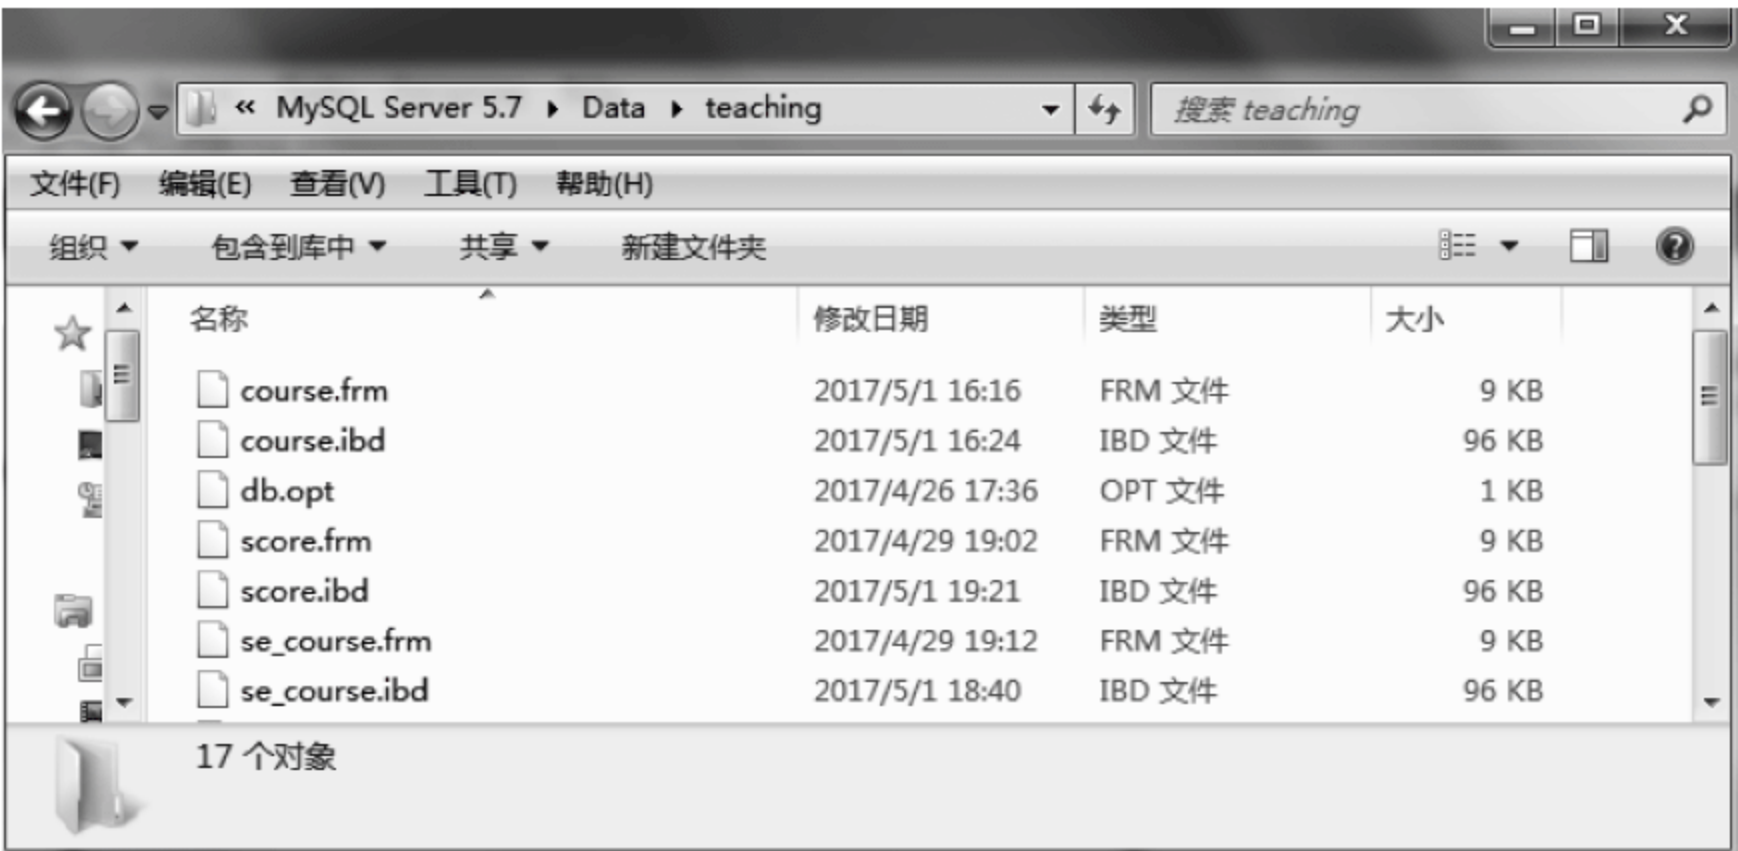 « MySQL Server 5.7 ▸ Data ▸ teaching 搜索 teaching
文件(F) 编辑(E) 查看(V) 工具(T) 帮助(H)
组织 包含到库中 共享 新建文件夹
名称 修改日期 类型 大小
course.frm 2017/5/1 16:16 FRM 文件 9 KB
course.ibd 2017/5/1 16:24 IBD 文件 96 KB
db.opt 2017/4/26 17:36 OPT 文件 1 KB
score.frm 2017/4/29 19:02 FRM 文件 9 KB
score.ibd 2017/5/1 19:21 IBD 文件 96 KB
se_course.frm 2017/4/29 19:12 FRM 文件 9 KB
se_course.ibd 2017/5/1 18:40 IBD 文件 96 KB
17 个对象